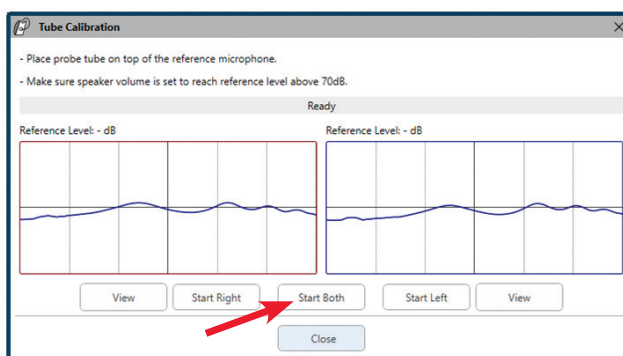 Tube Calibration
- Place probe tube on top of the reference microphone.
- Make sure speaker volume is set to reach reference level above 70dB.
Ready
Reference Level: - dB Reference Level: - dB
View Start Right Start Both Start Left View
Close